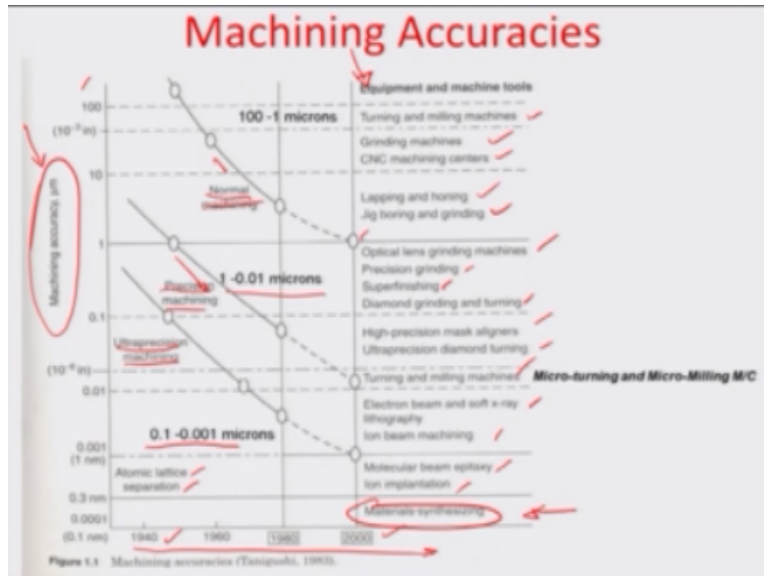 Machining Accuracies
Equipment and machine tools
100
100 -1 microns
Turning and milling machines
(10⁻³ in)
Grinding machines
CNC machining centers
10
Normal
machining
Lapping and honing
Jig boring and grinding
Machining accuracy, μm
1
Optical lens grinding machines
Precision
machining
1 -0.01 microns
Precision grinding
Superfinishing
Diamond grinding and turning
0.1
High-precision mask aligners
Ultraprecision diamond turning
Ultraprecision
machining
(10⁻⁶ in)
Turning and milling machines
Micro-turning and Micro-Milling M/C
0.01
Electron beam and soft x-ray
lithography
0.1 -0.001 microns
Ion beam machining
0.001
(1 nm)
Atomic lattice
separation
Molecular beam epitaxy
Ion implantation
0.3 nm
Materials synthesizing
0.0001
(0.1 nm)
1940
1960
1980
2000
Figure 1.1 Machining accuracies (Taniguchi, 1983).